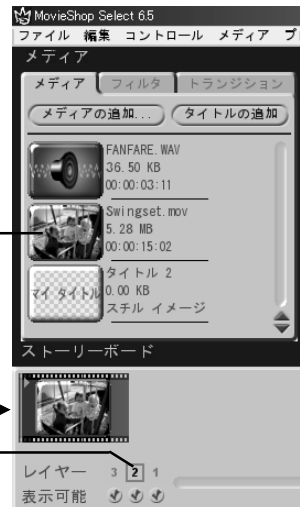 MovieShop Select 6.5
ファイル 編集 コントロール メディア プ
メディア
メディア フィルタ トランジション
メディアの追加... タイトルの追加
FANFARE.WAV
36.50 KB
00:00:03:11
Swingset.mov
5.28 MB
00:00:15:02
マイ タイトル
タイトル 2
0.00 KB
スチル イメージ
ストーリーボード
レイヤー 3 2 1
表示可能